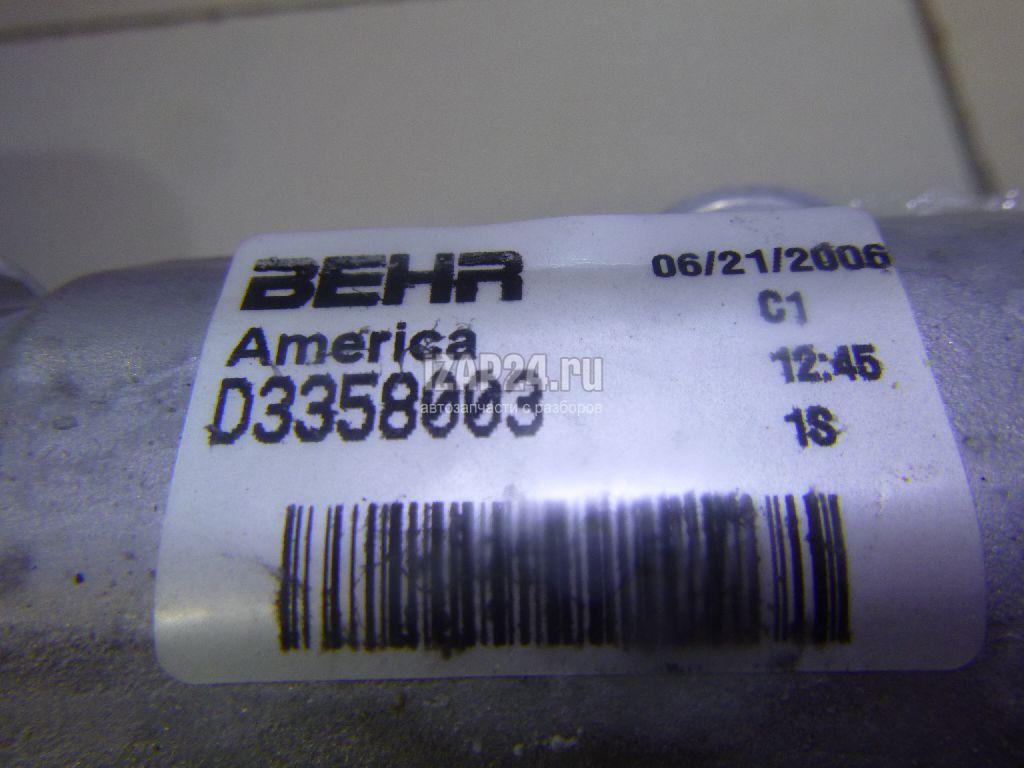 BEHR
America
D3358003
06/21/2006
C1
12:45
1S
IZAP24.ru
автозапчасти с разборов